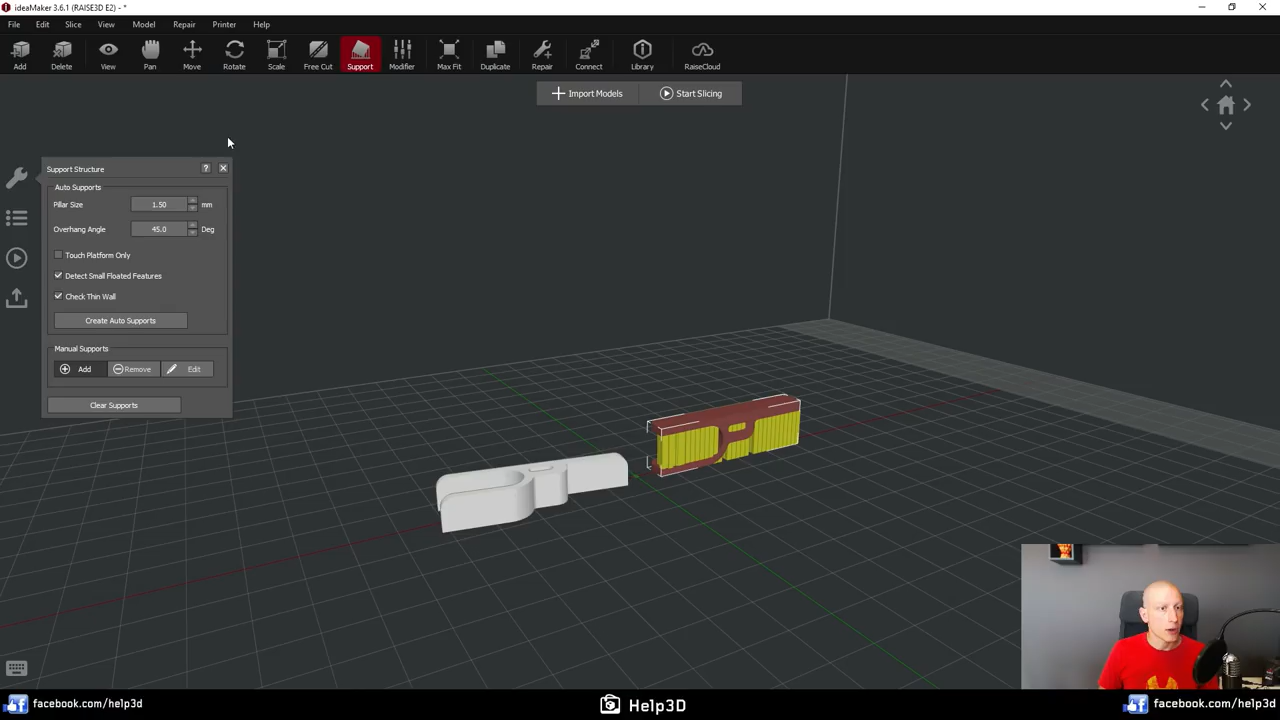 ideaMaker 3.6.1 (RAISE3D E2) - *
File Edit Slice View Model Repair Printer Help
Add Delete View Pan Move Rotate Scale Free Cut Support Modifier Max Fit Duplicate Repair Connect Library RaiseCloud
Import Models Start Slicing
Support Structure ?
Auto Supports
Pillar Size 1.50 mm
Overhang Angle 45.0 Deg
Touch Platform Only
Detect Small Floated Features
Check Thin Wall
Create Auto Supports
Manual Supports
Add Remove Edit
Clear Supports
facebook.com/help3d Help3D facebook.com/help3d